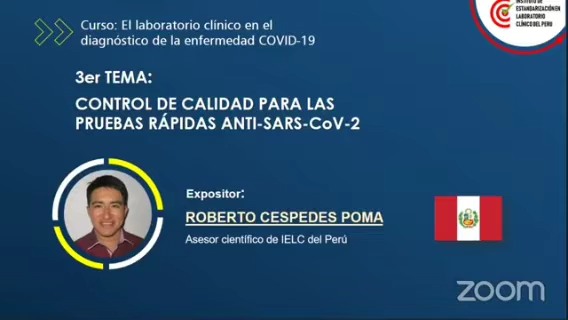 Curso: El laboratorio clínico en el
diagnóstico de la enfermedad COVID-19
INSTITUTO DE
ESTANDARIZACIÓN EN
LABORATORIO
CLÍNICO DEL PERÚ
3er TEMA:
CONTROL DE CALIDAD PARA LAS
PRUEBAS RÁPIDAS ANTI-SARS-CoV-2
Expositor:
ROBERTO CESPEDES POMA
Asesor científico de IELC del Perú
zoom